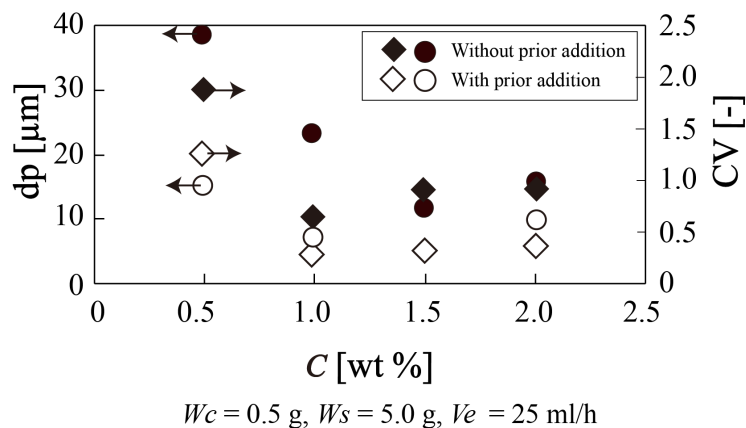 40
30
20
10
0
dp [μm]
2.5
2.0
1.5
1.0
0.5
0
CV [-]
Without prior addition
With prior addition
0 0.5 1.0 1.5 2.0 2.5
C [wt %]
Wc = 0.5 g, Ws = 5.0 g, Ve = 25 ml/h